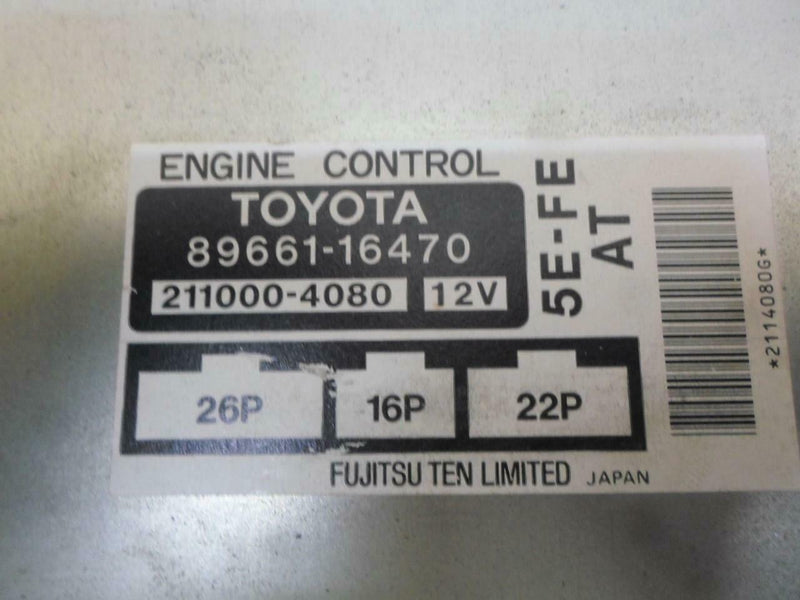 ENGINE CONTROL
TOYOTA
89661-16470
211000-4080 12V
5E-FE
AT
26P 16P 22P
FUJITSU TEN LIMITED JAPAN
*2114080G*